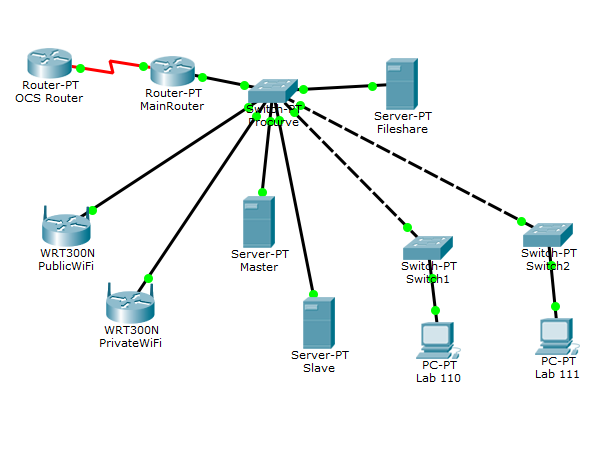 Router-PT
OCS Router
Router-PT
MainRouter
Switch-PT
Procurve
Server-PT
Fileshare
WRT300N
PublicWiFi
Server-PT
Master
Switch-PT
Switch1
Switch-PT
Switch2
WRT300N
PrivateWiFi
Server-PT
Slave
PC-PT
Lab 110
PC-PT
Lab 111